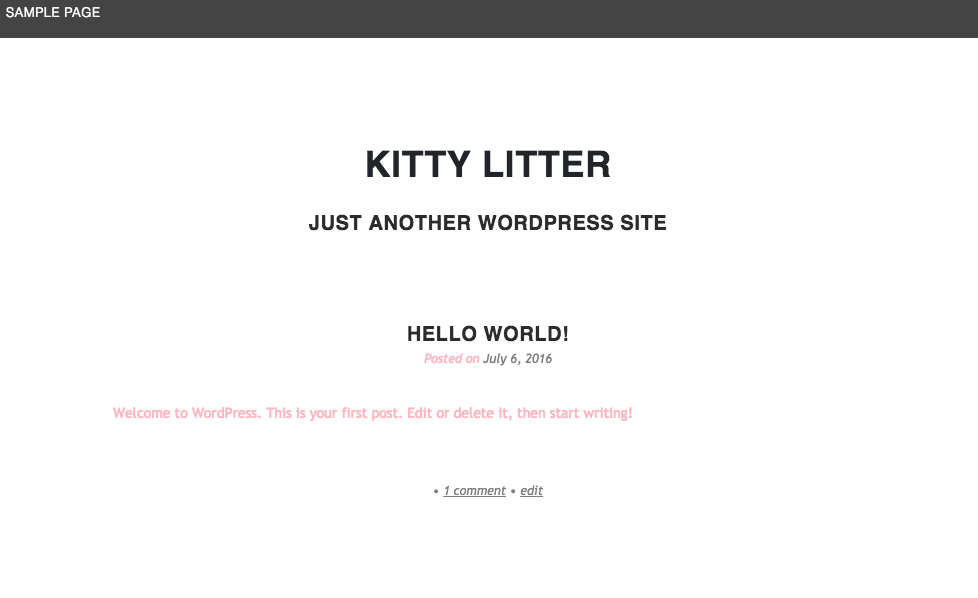 SAMPLE PAGE
KITTY LITTER
JUST ANOTHER WORDPRESS SITE
HELLO WORLD!
Posted on July 6, 2016
Welcome to WordPress. This is your first post. Edit or delete it, then start writing!
• 1 comment • edit